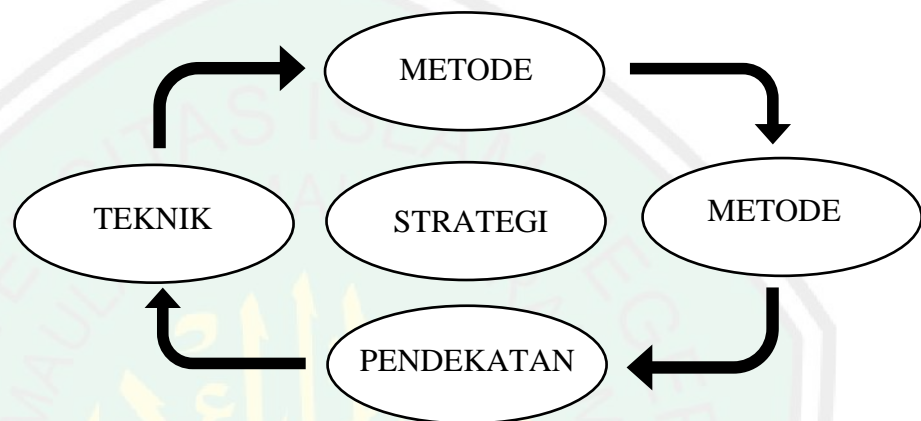 METODE
TEKNIK
STRATEGI
METODE
PENDEKATAN